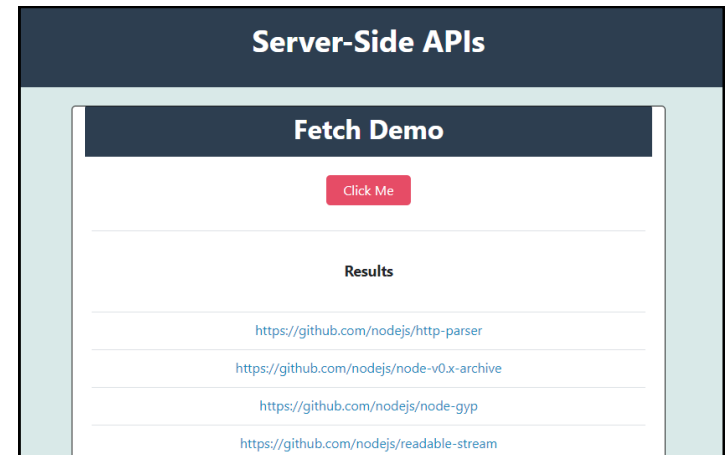 Server-Side APIs
Fetch Demo
Click Me
Results
https://github.com/nodejs/http-parser
https://github.com/nodejs/node-v0.x-archive
https://github.com/nodejs/node-gyp
https://github.com/nodejs/readable-stream